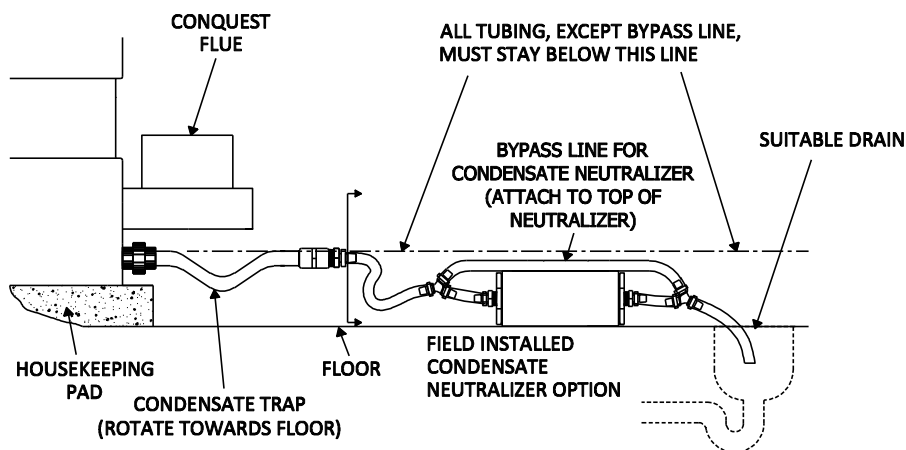 CONQUEST
FLUE
ALL TUBING, EXCEPT BYPASS LINE,
MUST STAY BELOW THIS LINE
SUITABLE DRAIN
BYPASS LINE FOR
CONDENSATE NEUTRALIZER
(ATTACH TO TOP OF
NEUTRALIZER)
HOUSEKEEPING
PAD
CONDENSATE TRAP
(ROTATE TOWARDS FLOOR)
FLOOR
FIELD INSTALLED
CONDENSATE
NEUTRALIZER OPTION